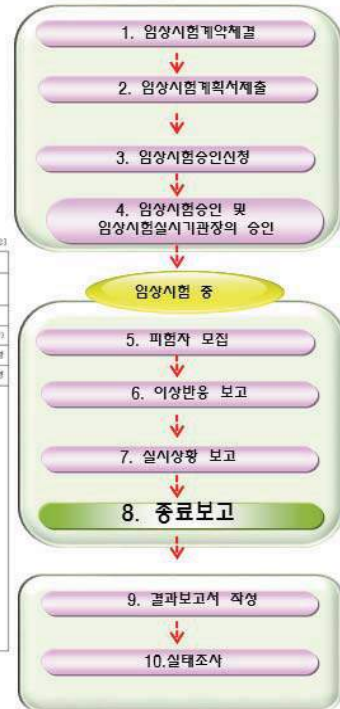 1. 임상시험계약체결
2. 임상시험계획서제출
3. 임상시험승인신청
4. 임상시험승인 및
임상시험실시기관장의 승인
임상시험 중
5. 피험자 모집
6. 이상반응 보고
7. 실시상황 보고
8. 종료보고
9. 결과보고서 작성
10.실태조사